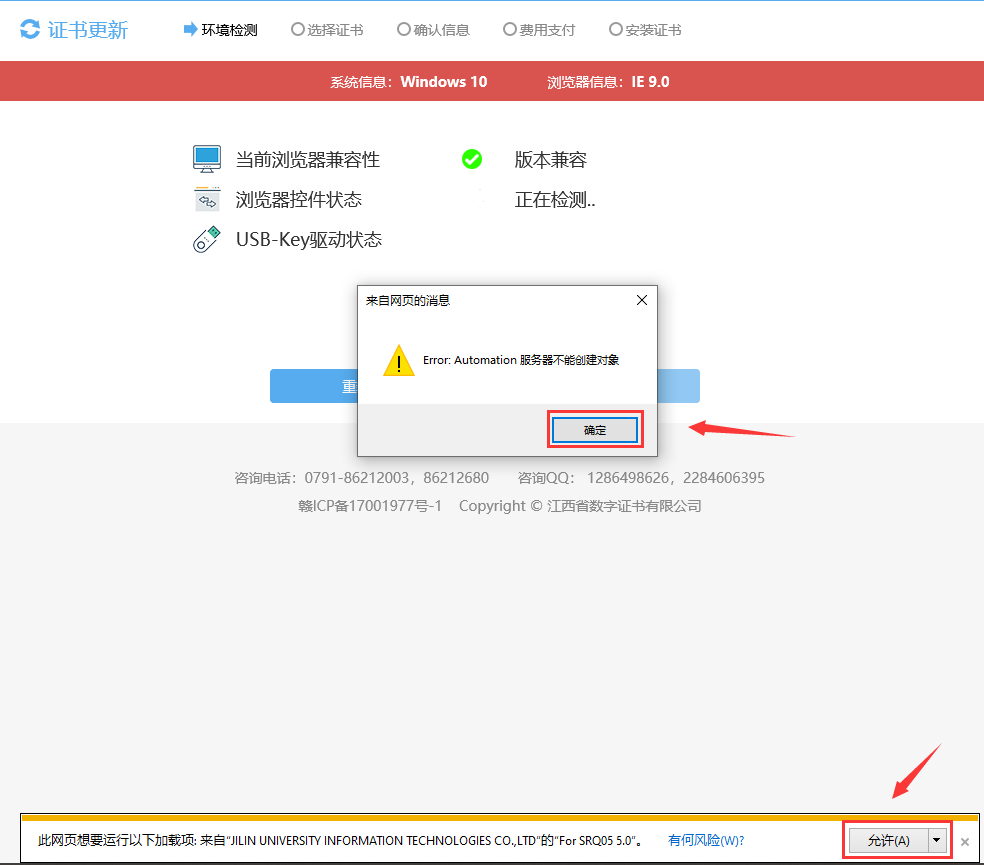 证书更新 环境检测 选择证书 确认信息 费用支付 安装证书
系统信息：Windows 10 浏览器信息：IE 9.0
当前浏览器兼容性 版本兼容
浏览器控件状态 正在检测..
USB-Key驱动状态
来自网页的消息
Error: Automation 服务器不能创建对象
重
确定
咨询电话：0791-86212003，86212680 咨询QQ： 1286498626，2284606395
赣ICP备17001977号-1 Copyright © 江西省数字证书有限公司
此网页想要运行以下加载项: 来自“JILIN UNIVERSITY INFORMATION TECHNOLOGIES CO.,LTD”的“For SRQ05 5.0”。 有何风险(W)? 允许(A)